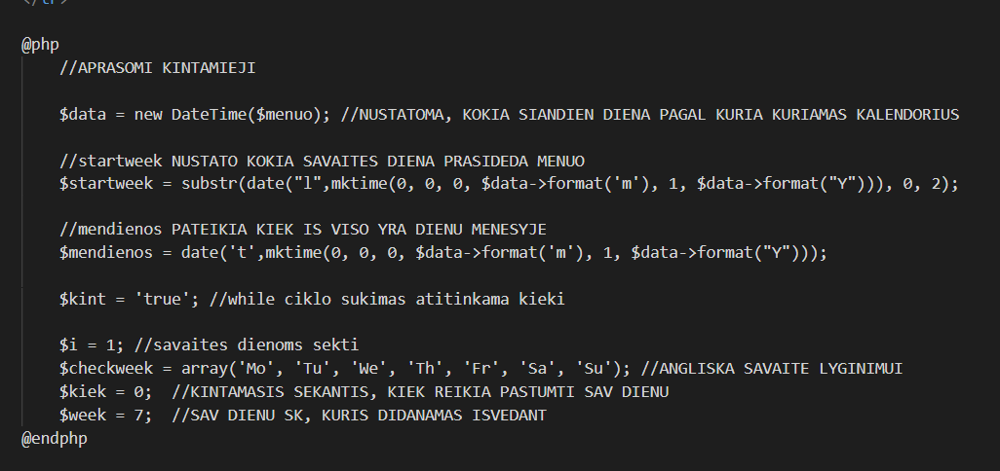 </tr>
@php
//APRASOMI KINTAMIEJI
$data = new DateTime($menuo); //NUSTATOMA, KOKIA SIANDIEN DIENA PAGAL KURIA KURIAMAS KALENDORIUS
//startweek NUSTATO KOKIA SAVAITES DIENA PRASIDEDA MENUO
$startweek = substr(date("l",mktime(0, 0, 0, $data->format('m'), 1, $data->format("Y"))), 0, 2);
//mendienos PATEIKIA KIEK IS VISO YRA DIENU MENESYJE
$mendienos = date('t',mktime(0, 0, 0, $data->format('m'), 1, $data->format("Y")));
$kint = 'true'; //while ciklo sukimas atitinkama kieki
$i = 1; //savaites dienoms sekti
$checkweek = array('Mo', 'Tu', 'We', 'Th', 'Fr', 'Sa', 'Su'); //ANGLISKA SAVAITE LYGINIMUI
$kiek = 0;  //KINTAMASIS SEKANTIS, KIEK REIKIA PASTUMTI SAV DIENU
$week = 7;  //SAV DIENU SK, KURIS DIDANAMAS ISVEDANT
@endphp